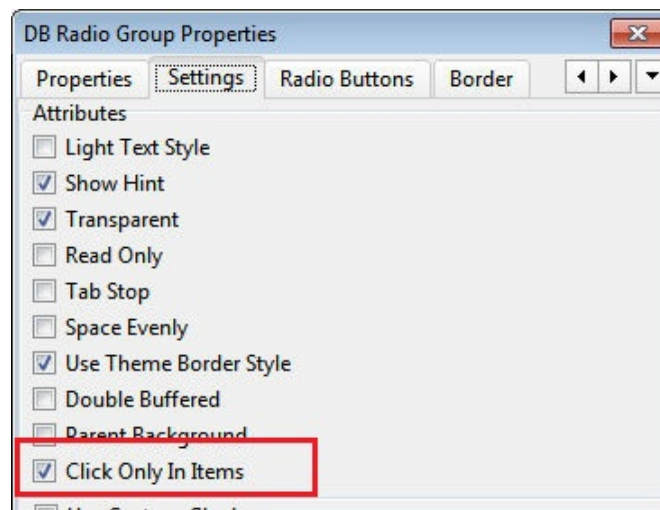 DB Radio Group Properties
Properties Settings Radio Buttons Border
Attributes
Light Text Style
Show Hint
Transparent
Read Only
Tab Stop
Space Evenly
Use Theme Border Style
Double Buffered
Parent Background
Click Only In Items